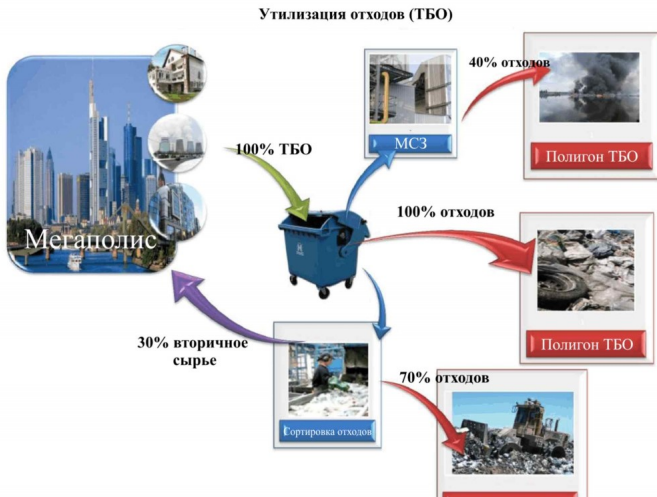 Утилизация отходов (ТБО)
40% отходов
МСЗ
Полигон ТБО
100% ТБО
Мегаполис
100% отходов
30% вторичное
сырье
Полигон ТБО
70% отходов
Сортировка отходов